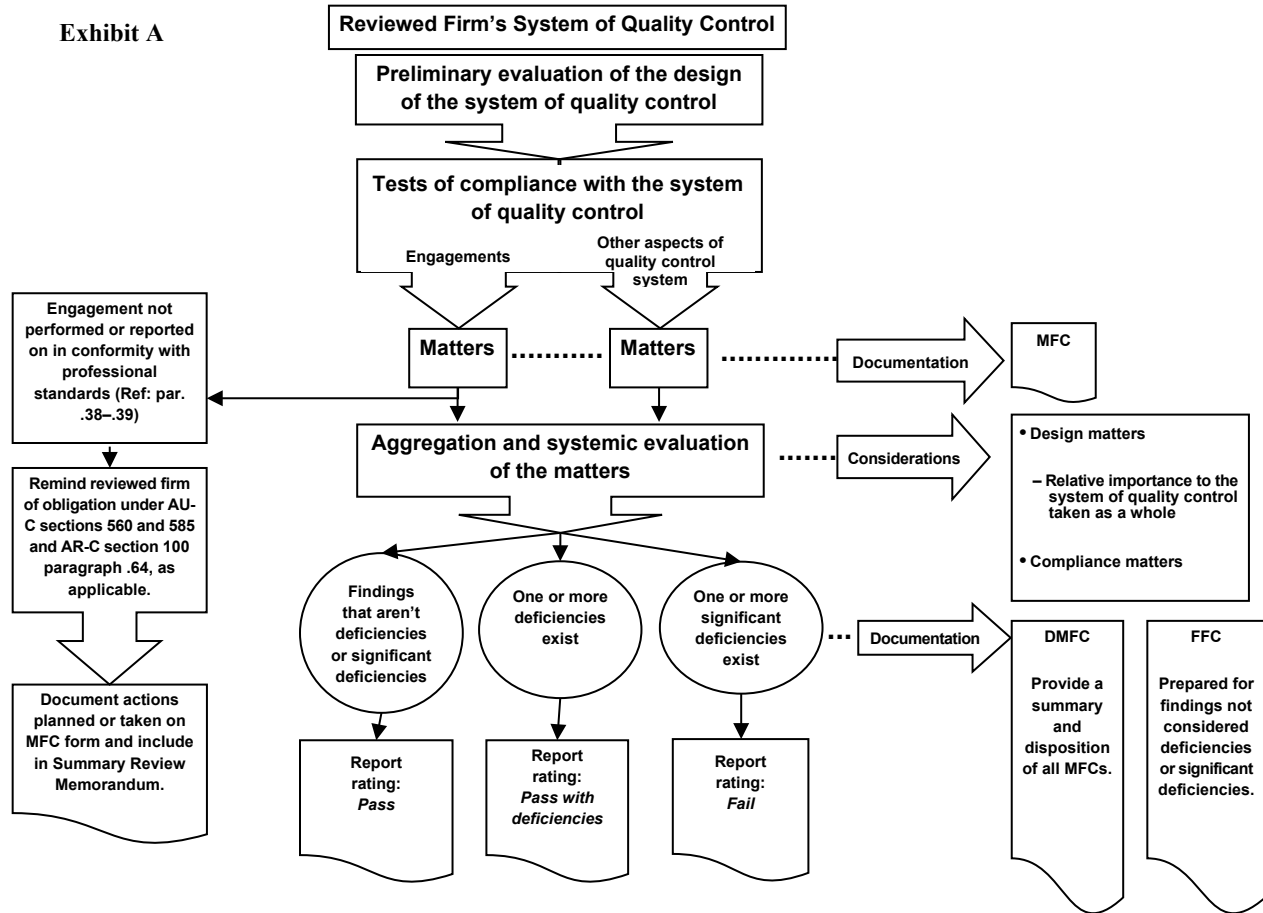 Exhibit A
Reviewed Firm's System of Quality Control
Preliminary evaluation of the design
of the system of quality control
Tests of compliance with the system
of quality control
Engagements
Other aspects of
quality control
system
Engagement not
performed or reported
on in conformity with
professional
standards (Ref: par.
.38–.39)
Matters
Matters
Documentation
MFC
Remind reviewed firm
of obligation under AU-
C sections 560 and 585
and AR-C section 100
paragraph .64, as
applicable.
Aggregation and systemic evaluation
of the matters
Considerations
• Design matters
– Relative importance to the
system of quality control
taken as a whole
• Compliance matters
Document actions
planned or taken on
MFC form and include
in Summary Review
Memorandum.
Findings
that aren't
deficiencies
or significant
deficiencies
One or more
deficiencies
exist
One or more
significant
deficiencies
exist
Documentation
DMFC
Provide a
summary
and
disposition
of all MFCs.
FFC
Prepared for
findings not
considered
deficiencies
or significant
deficiencies.
Report
rating:
Pass
Report
rating:
Pass with
deficiencies
Report
rating:
Fail